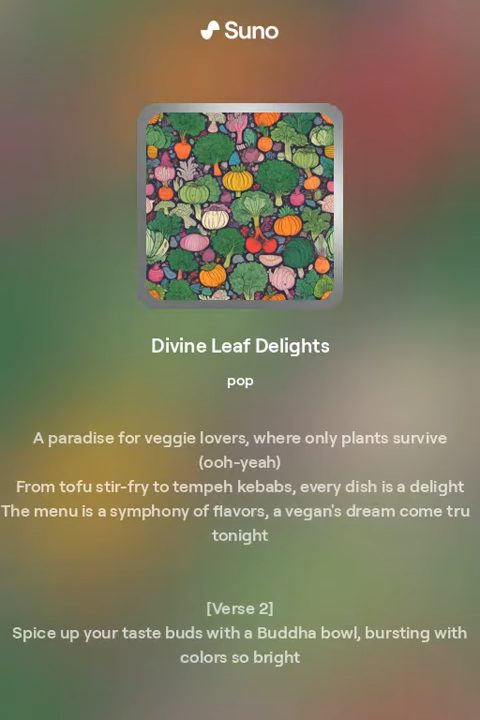 Suno
Divine Leaf Delights
pop
A paradise for veggie lovers, where only plants survive
(ooh-yeah)
From tofu stir-fry to tempeh kebabs, every dish is a delight
The menu is a symphony of flavors, a vegan's dream come tru
tonight
[Verse 2]
Spice up your taste buds with a Buddha bowl, bursting with
colors so bright